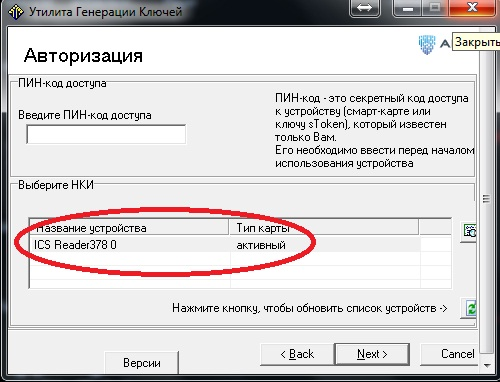 Утилита Генерации Ключей
Закрыть
Авторизация
ПИН-код доступа
Введите ПИН-код доступа
ПИН-код - это секретный код доступа
к устройству (смарт-карте или
ключу sToken), который известен
только Вам.
Его необходимо ввести перед началом
использования устройства
Выберите НКИ
Название устройства Тип карты
ICS Reader378 0 активный
Нажмите кнопку, чтобы обновить список устройств ->
Версии
< Back
Next >
Cancel